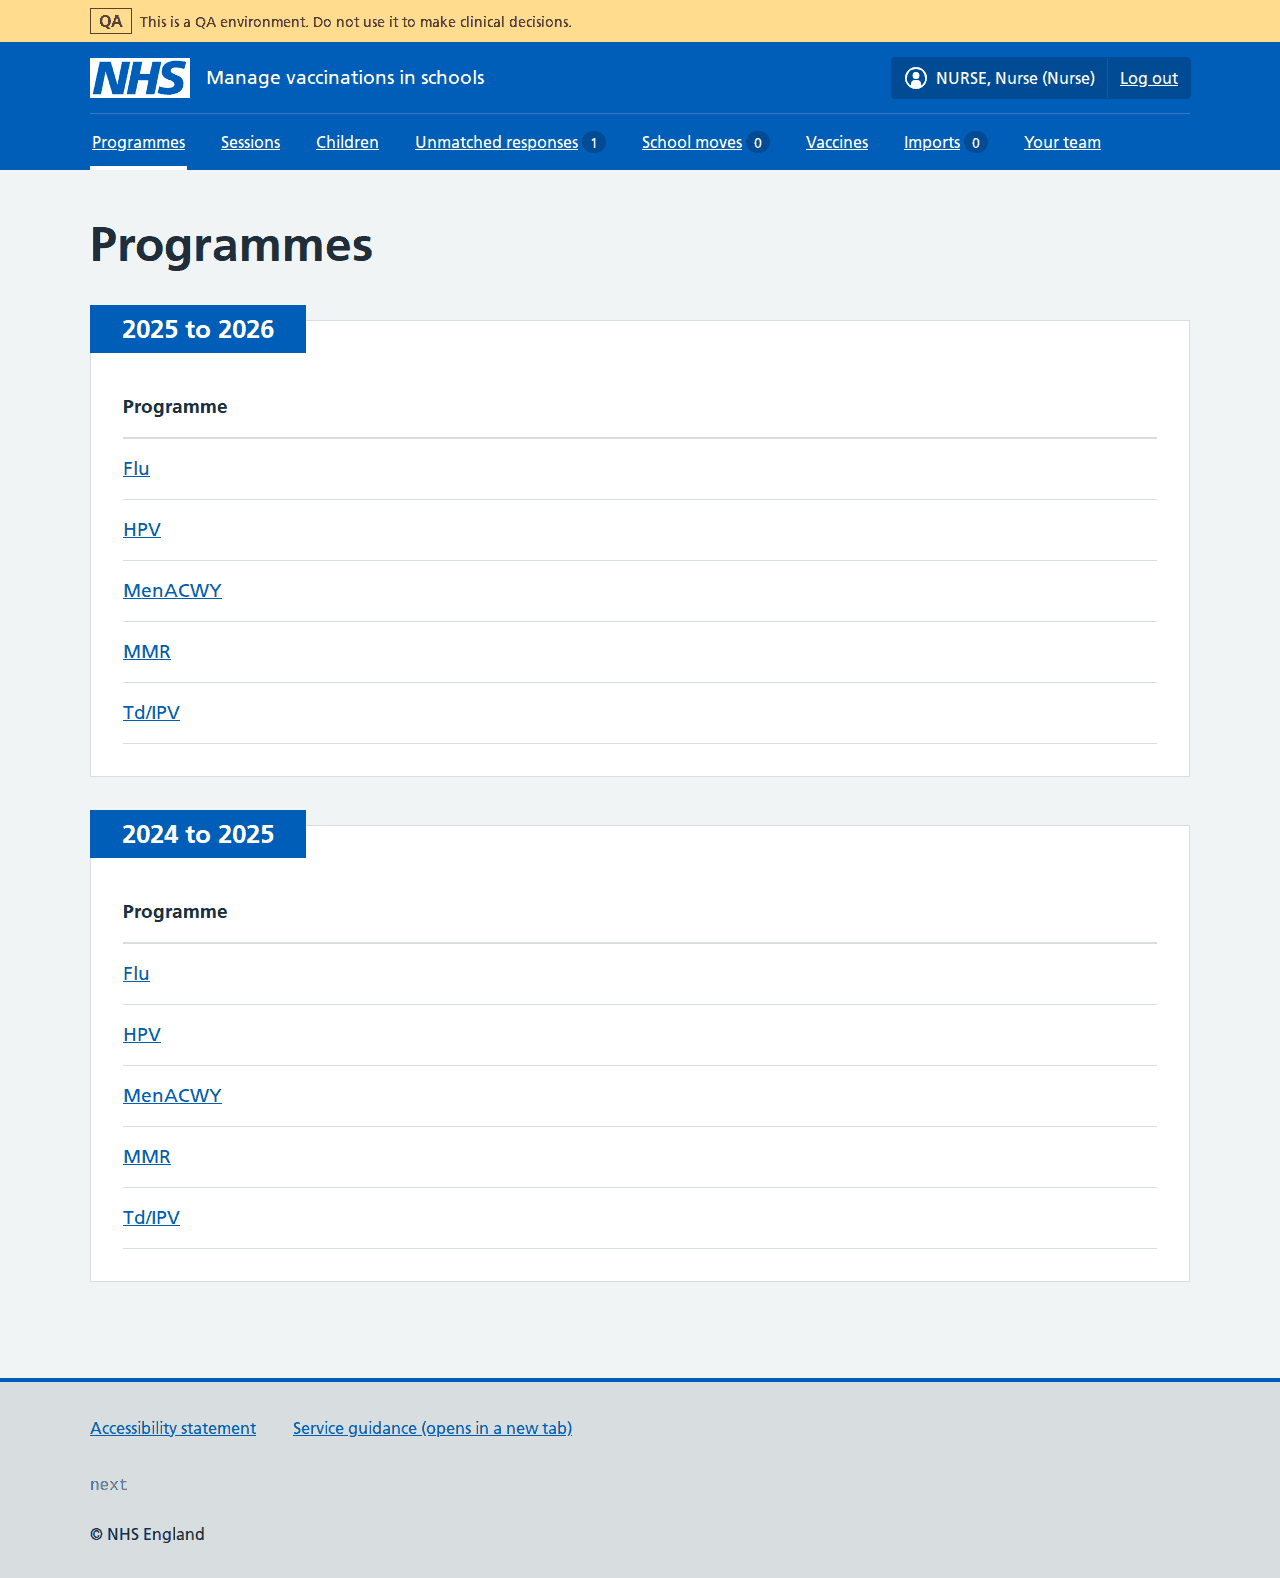 QA This is a QA environment. Do not use it to make clinical decisions.
NHS Manage vaccinations in schools NURSE, Nurse (Nurse) Log out
Programmes Sessions Children Unmatched responses 1 School moves 0 Vaccines Imports 0 Your team
Programmes
2025 to 2026
Programme
Flu
HPV
MenACWY
MMR
Td/IPV
2024 to 2025
Programme
Flu
HPV
MenACWY
MMR
Td/IPV
Accessibility statement Service guidance (opens in a new tab)
next
© NHS England